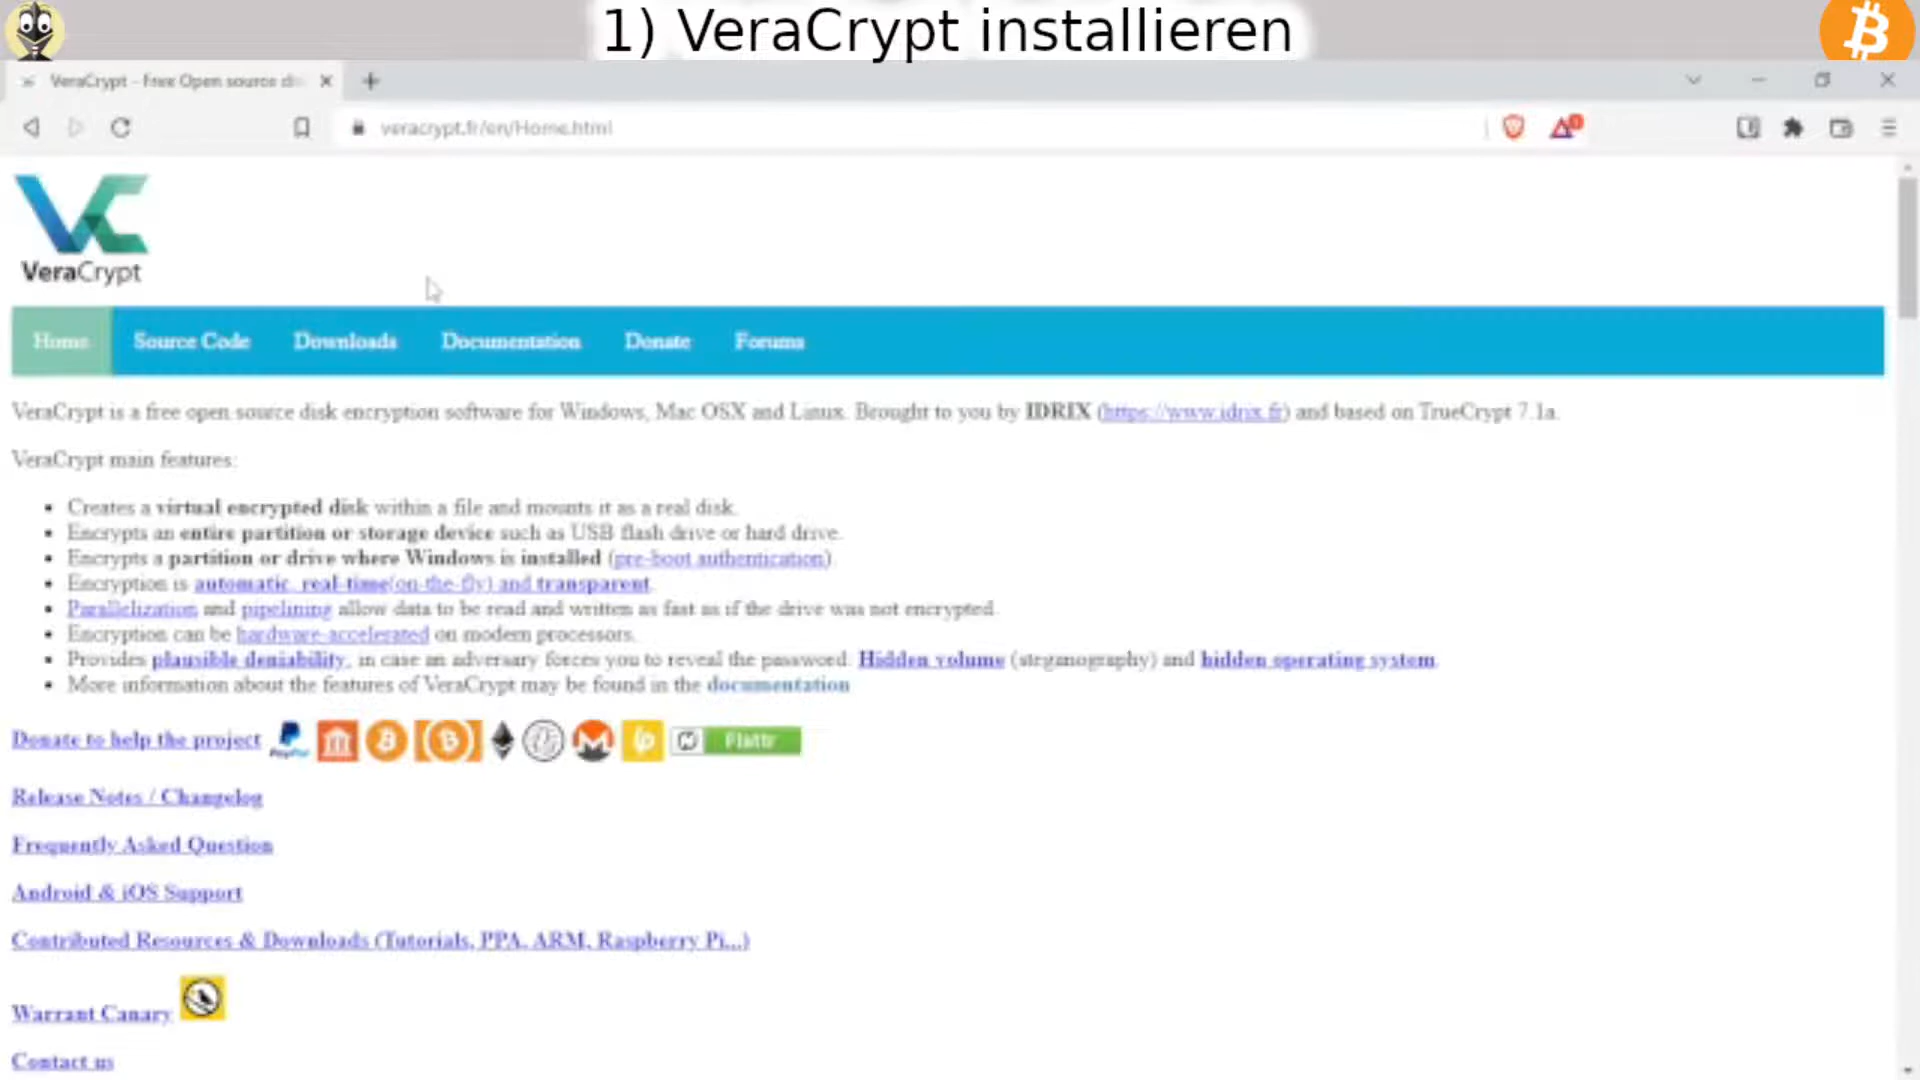 1) VeraCrypt installieren
VeraCrypt - Free Open source dis
veracrypt.fr/en/Home.html
VeraCrypt
Home Source Code Downloads Documentation Donate Forums
VeraCrypt is a free open source disk encryption software for Windows, Mac OSX and Linux. Brought to you by IDRIX (https://www.idrix.fr) and based on TrueCrypt 7.1a.
VeraCrypt main features:
Creates a virtual encrypted disk within a file and mounts it as a real disk.
Encrypts an entire partition or storage device such as USB flash drive or hard drive.
Encrypts a partition or drive where Windows is installed (pre-boot authentication).
Encryption is automatic, real-time(on-the-fly) and transparent.
Parallelization and pipelining allow data to be read and written as fast as if the drive was not encrypted.
Encryption can be hardware-accelerated on modern processors.
Provides plausible deniability, in case an adversary forces you to reveal the password: Hidden volume (steganography) and hidden operating system.
More information about the features of VeraCrypt may be found in the documentation
Donate to help the project PayPal lp Flattr
Release Notes / Changelog
Frequently Asked Question
Android & iOS Support
Contributed Resources & Downloads (Tutorials, PPA, ARM, Raspberry Pi...)
Warrant Canary
Contact us